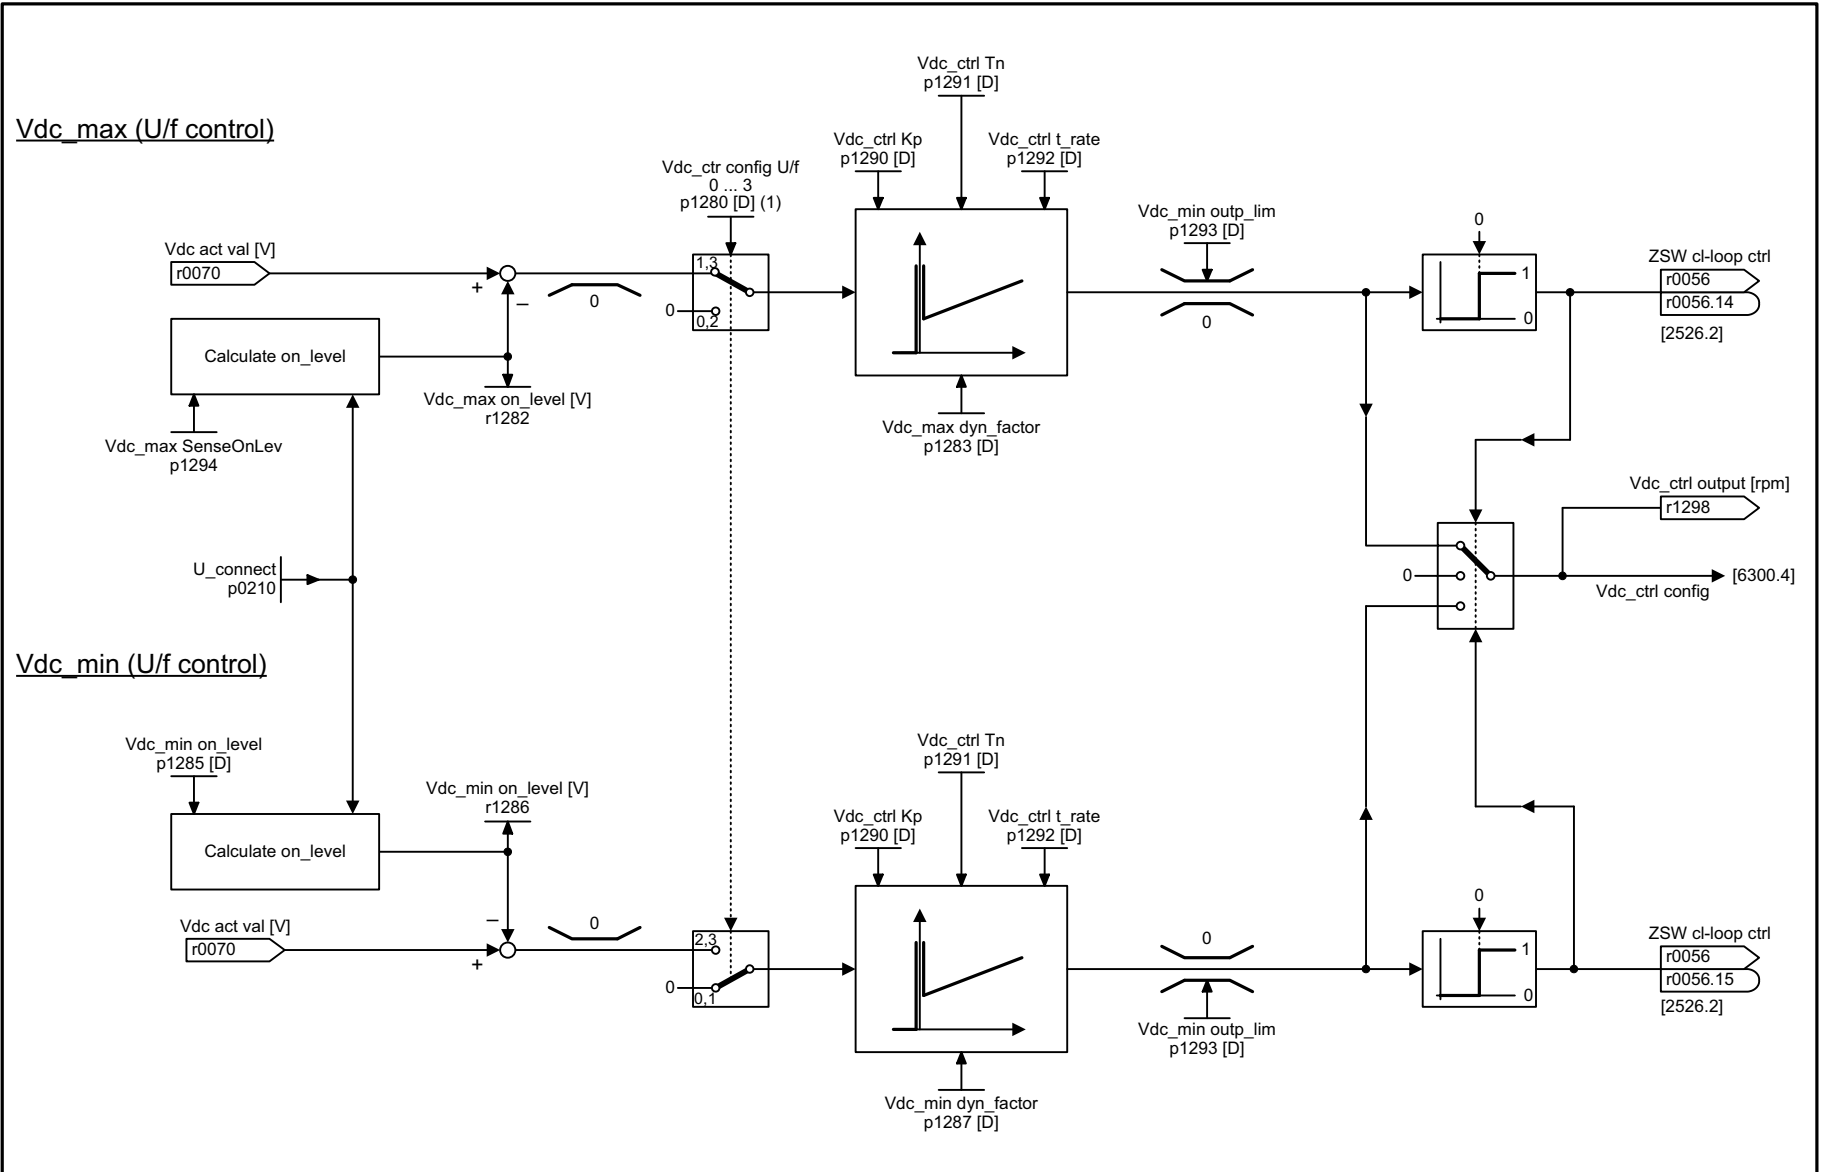 Vdc_max (U/f control)
Vdc_ctrl Tn
p1291 [D]
Vdc_ctrl Kp
p1290 [D]
Vdc_ctrl t_rate
p1292 [D]
Vdc_ctr config U/f
0 ... 3
p1280 [D] (1)
Vdc_min outp_lim
p1293 [D]
0
Vdc act val [V]
r0070
+
–
0
1,3
0
0,2
0
1
0
ZSW cl-loop ctrl
r0056
r0056.14
[2526.2]
Calculate on_level
Vdc_max on_level [V]
r1282
Vdc_max SenseOnLev
p1294
Vdc_max dyn_factor
p1283 [D]
Vdc_ctrl output [rpm]
r1298
U_connect
p0210
0
[6300.4]
Vdc_ctrl config
Vdc_min (U/f control)
Vdc_min on_level
p1285 [D]
Vdc_min on_level [V]
r1286
Vdc_ctrl Tn
p1291 [D]
Vdc_ctrl Kp
p1290 [D]
Vdc_ctrl t_rate
p1292 [D]
Calculate on_level
0
Vdc act val [V]
r0070
–
+
0
2,3
0
0,1
0
1
0
ZSW cl-loop ctrl
r0056
r0056.15
[2526.2]
Vdc_min outp_lim
p1293 [D]
Vdc_min dyn_factor
p1287 [D]